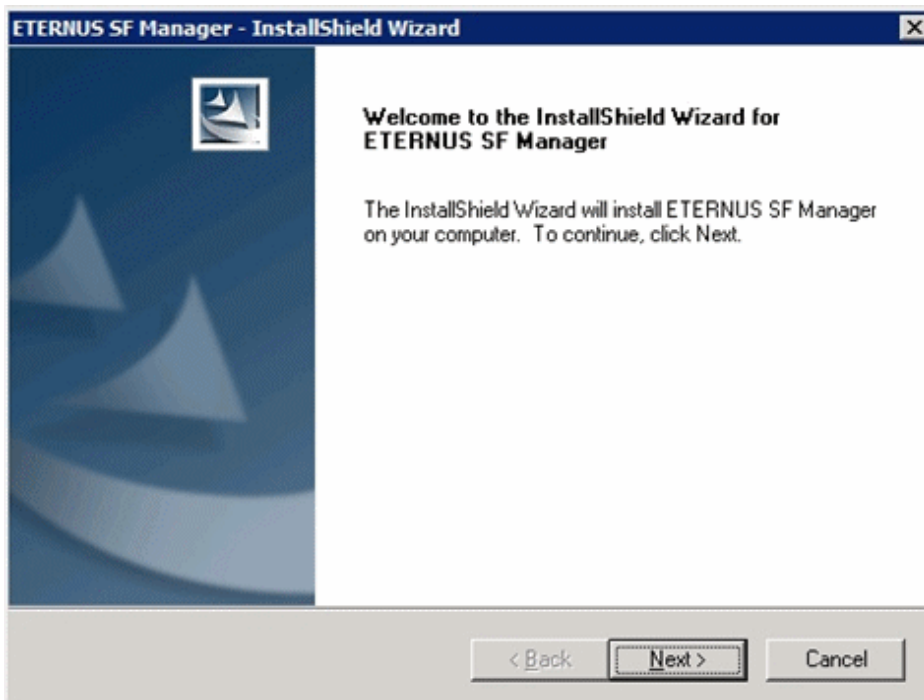 ETERNUS SF Manager - InstallShield Wizard
Welcome to the InstallShield Wizard for
ETERNUS SF Manager
The InstallShield Wizard will install ETERNUS SF Manager
on your computer. To continue, click Next.
< Back
Next >
Cancel